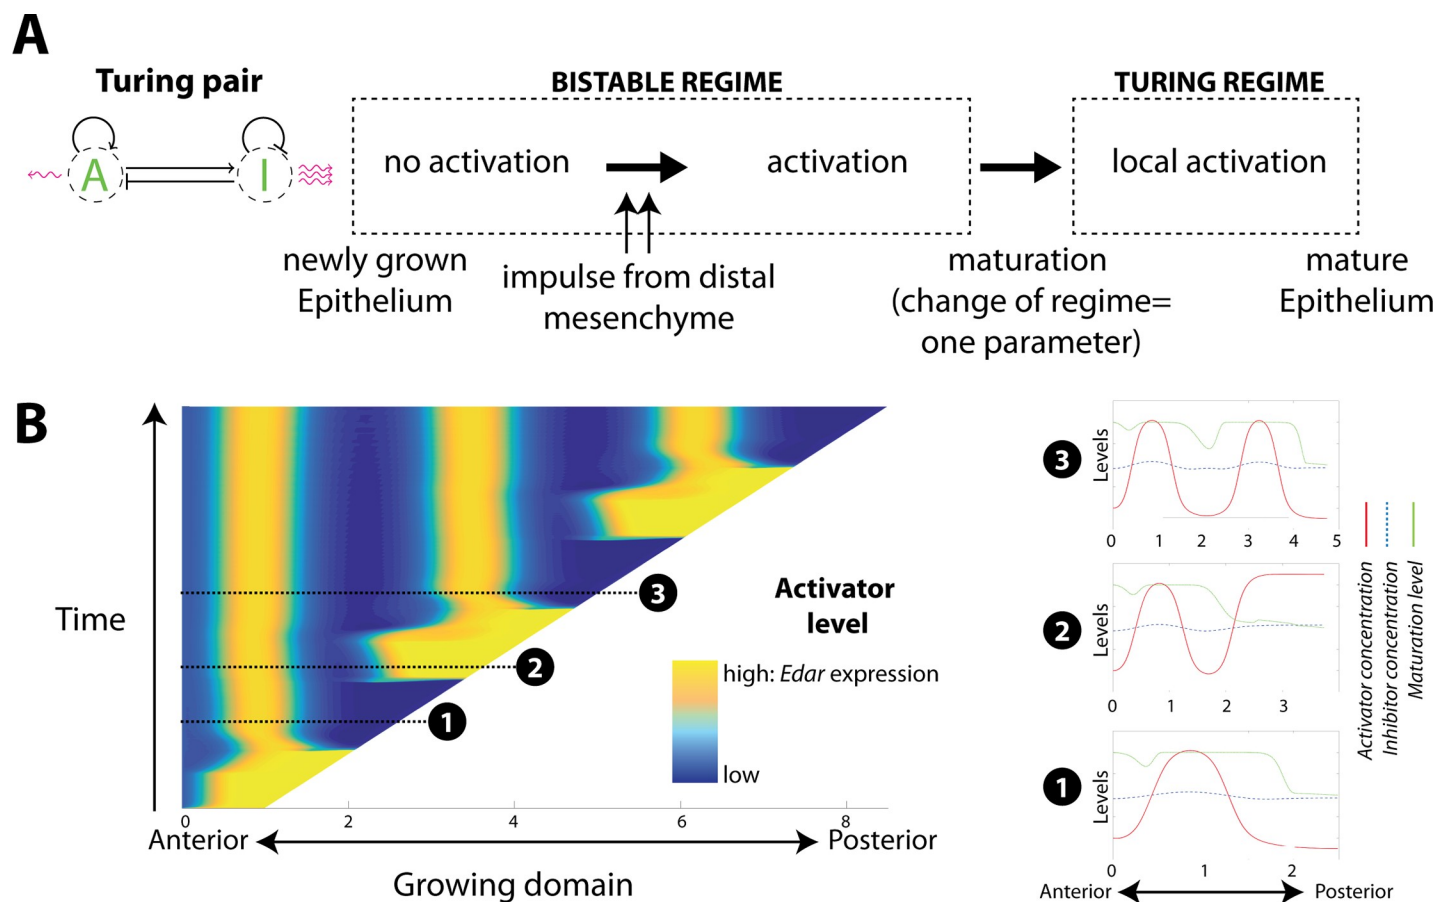 A
Turing pair
A
I
BISTABLE REGIME
TURING REGIME
no activation
activation
local activation
newly grown
Epithelium
impulse from distal
mesenchyme
maturation
(change of regime=
one parameter)
mature
Epithelium
B
Time
1
2
3
Activator
level
high: Edar expression
low
0 2 4 6 8
Anterior
Posterior
Growing domain
3
Levels
0 1 2 3 4 5
2
Levels
0 1 2 3
1
Levels
0 1 2
Anterior
Posterior
Activator concentration
Inhibitor concentration
Maturation level